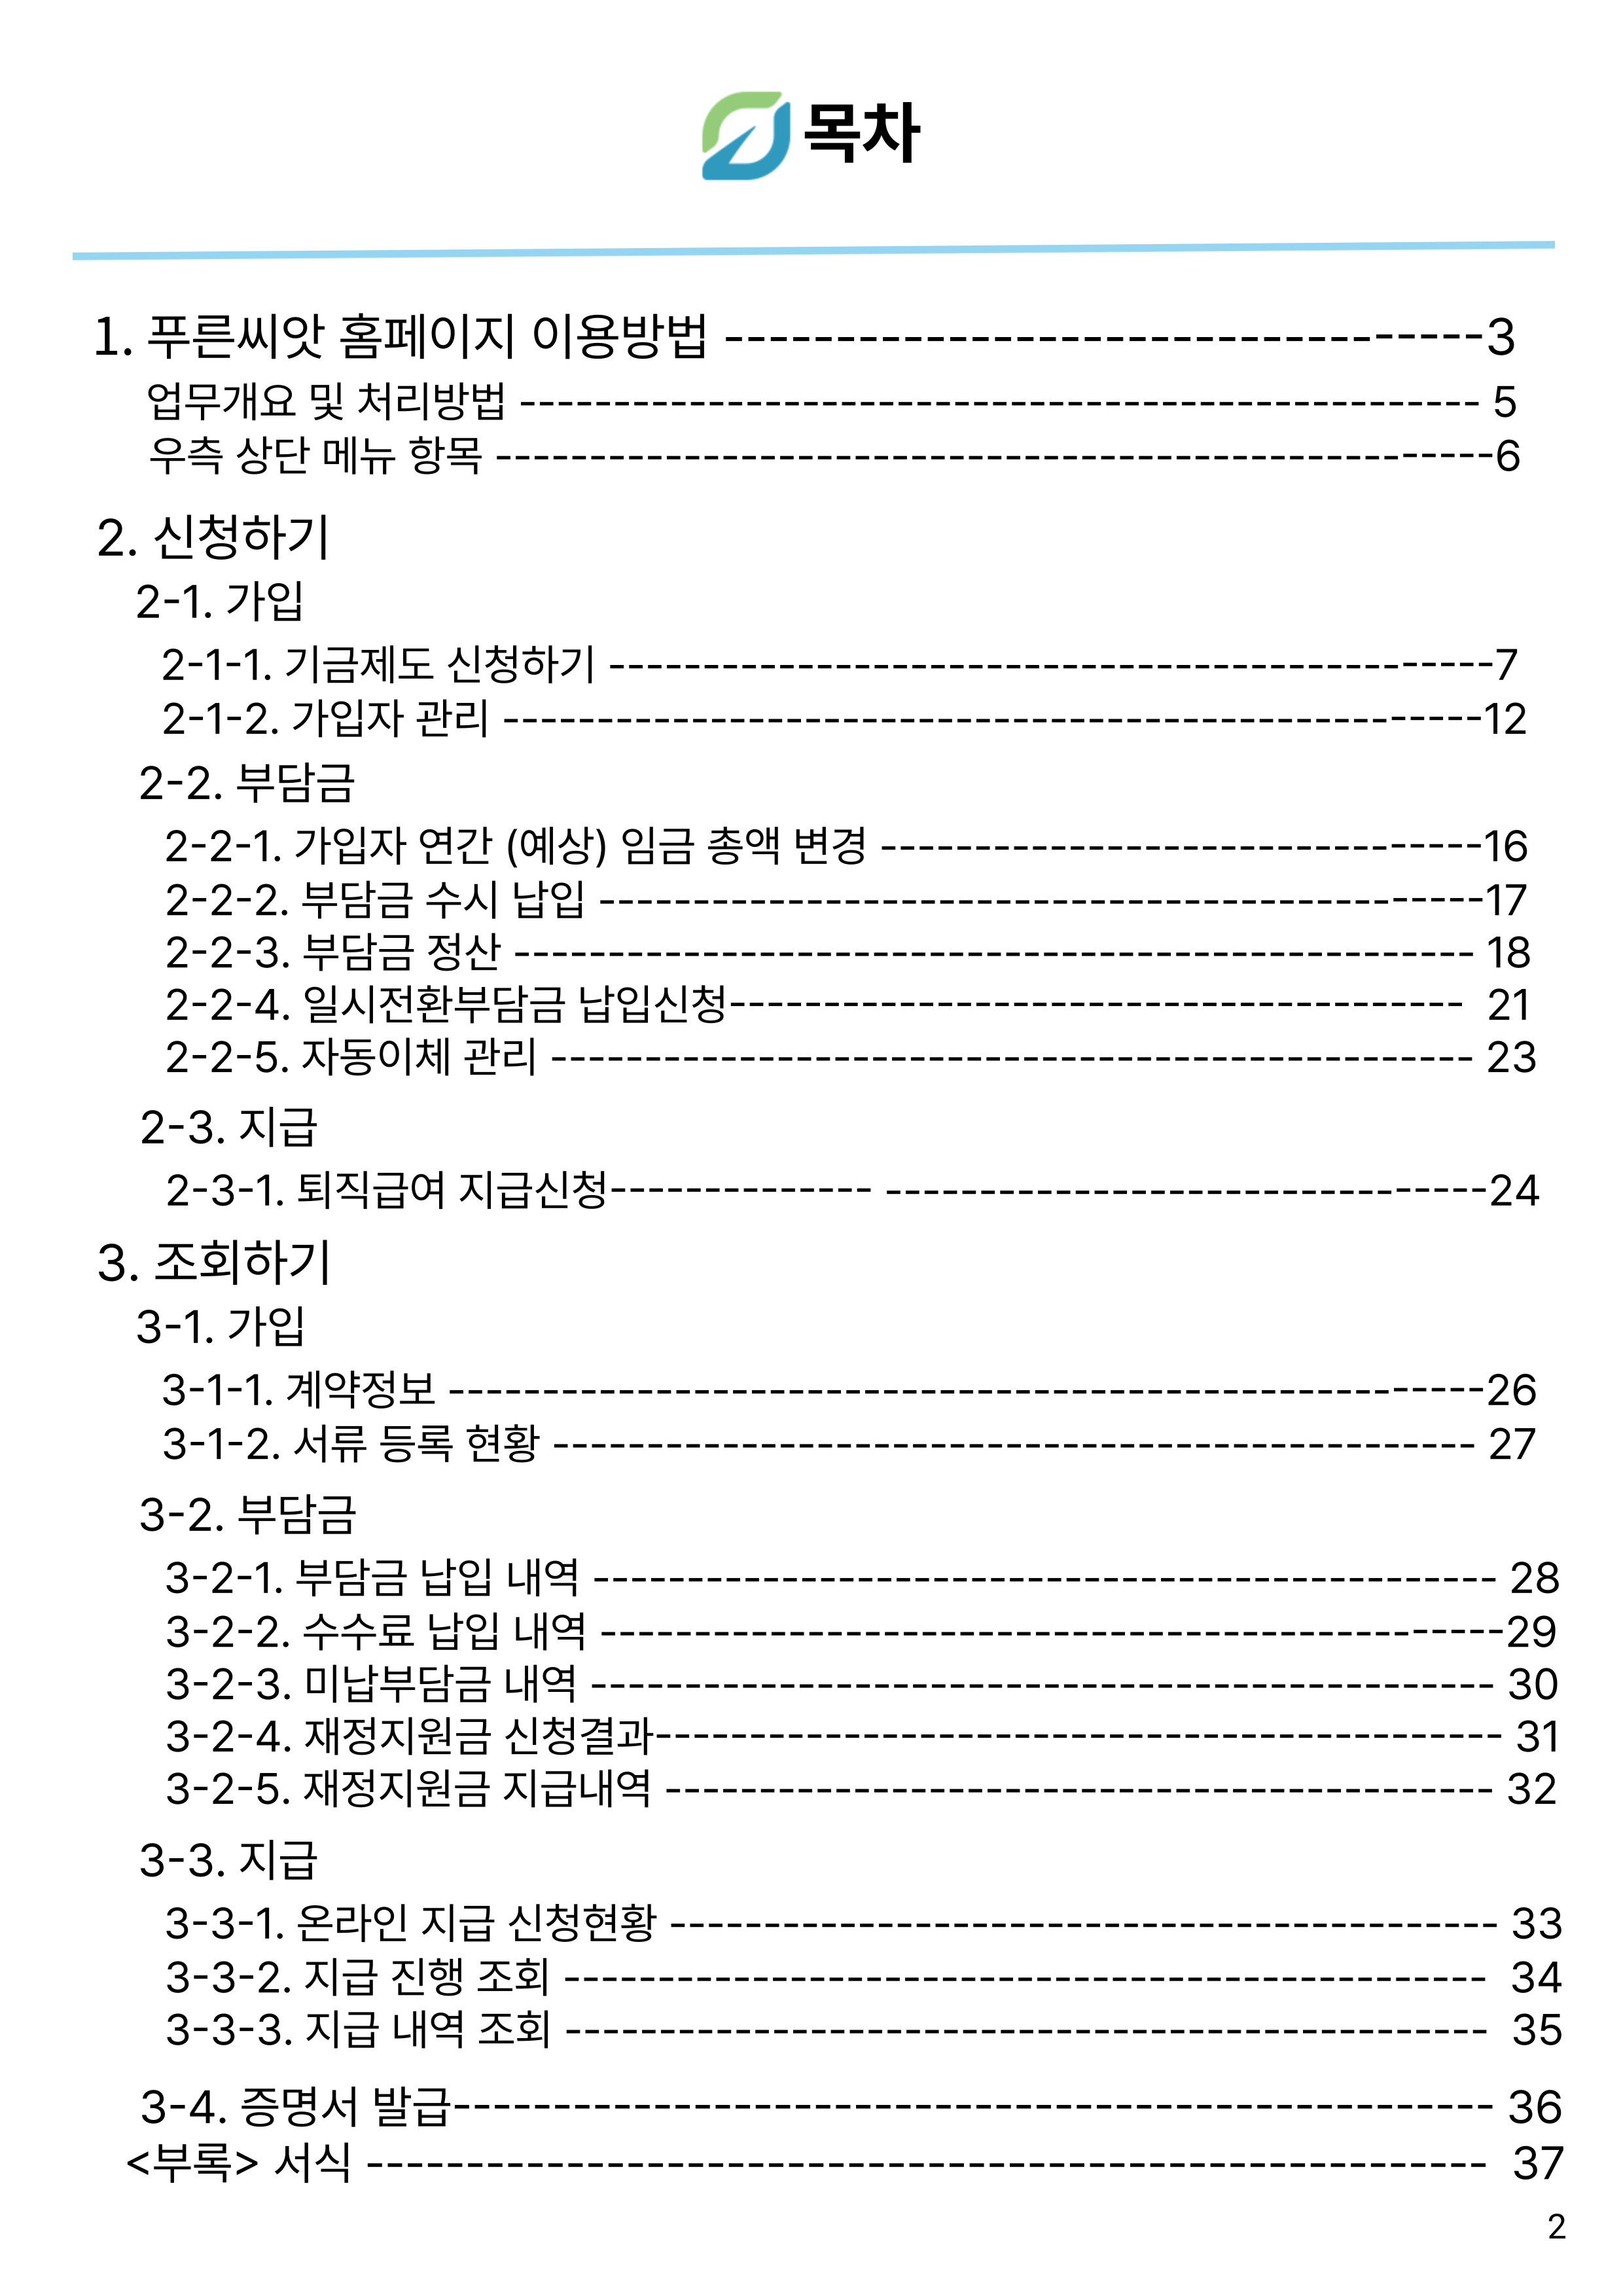 목차
1. 푸른씨앗 홈페이지 이용방법 -----------------------------------3
업무개요 및 처리방법 --------------------------------------------------- 5
우측 상단 메뉴 항목 -----------------------------------------------------6
2. 신청하기
2-1. 가입
2-1-1. 기금제도 신청하기 -----------------------------------------------7
2-1-2. 가입자 관리 ----------------------------------------------------12
2-2. 부담금
2-2-1. 가입자 연간 (예상) 임금 총액 변경 --------------------------------16
2-2-2. 부담금 수시 납입 -----------------------------------------------17
2-2-3. 부담금 정산 --------------------------------------------------- 18
2-2-4. 일시전환부담금 납입신청--------------------------------------- 21
2-2-5. 자동이체 관리 ------------------------------------------------- 23
2-3. 지급
2-3-1. 퇴직급여 지급신청-------------- --------------------------------24
3. 조회하기
3-1. 가입
3-1-1. 계약정보 -------------------------------------------------------26
3-1-2. 서류 등록 현황 ------------------------------------------------- 27
3-2. 부담금
3-2-1. 부담금 납입 내역 ------------------------------------------------ 28
3-2-2. 수수료 납입 내역 ------------------------------------------------29
3-2-3. 미납부담금 내역 ------------------------------------------------ 30
3-2-4. 재정지원금 신청결과--------------------------------------------- 31
3-2-5. 재정지원금 지급내역 -------------------------------------------- 32
3-3. 지급
3-3-1. 온라인 지급 신청현황 -------------------------------------------- 33
3-3-2. 지급 진행 조회 ------------------------------------------------- 34
3-3-3. 지급 내역 조회 ------------------------------------------------- 35
3-4. 증명서 발급---------------------------------------------------- 36
<부록> 서식 -------------------------------------------------------- 37
2